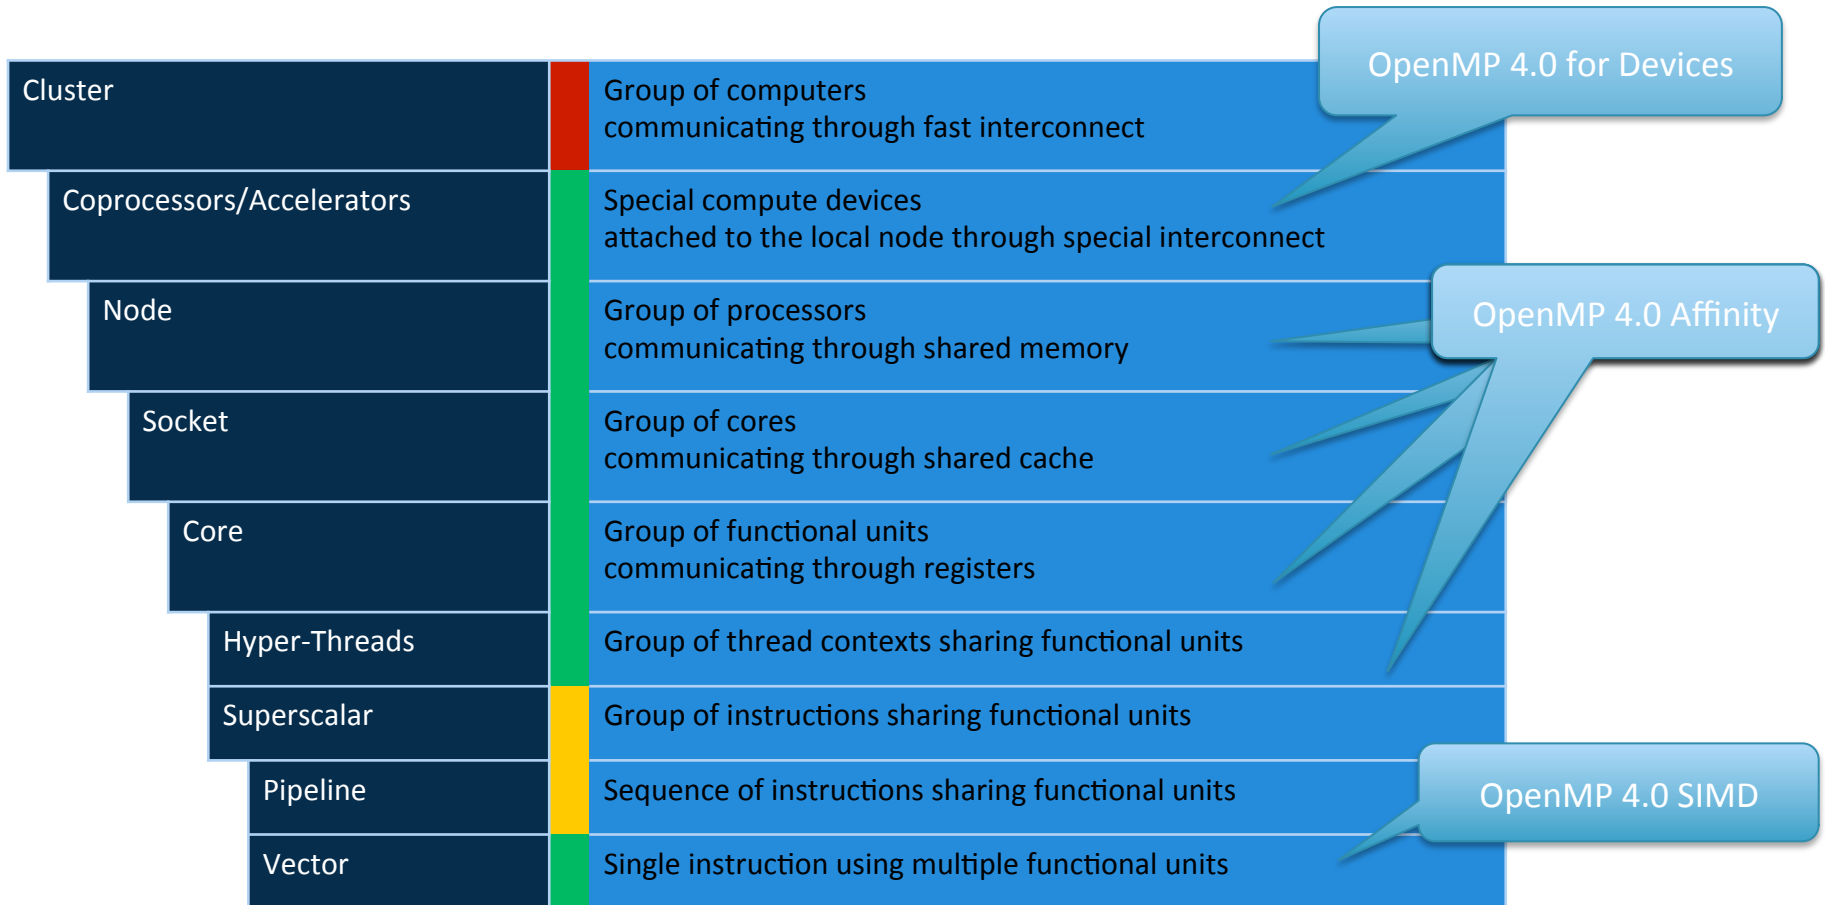 OpenMP 4.0 for Devices
Cluster
Group of computers
communicating through fast interconnect
Coprocessors/Accelerators
Special compute devices
attached to the local node through special interconnect
Node
Group of processors
communicating through shared memory
OpenMP 4.0 Affinity
Socket
Group of cores
communicating through shared cache
Core
Group of functional units
communicating through registers
Hyper-Threads
Group of thread contexts sharing functional units
Superscalar
Group of instructions sharing functional units
Pipeline
Sequence of instructions sharing functional units
OpenMP 4.0 SIMD
Vector
Single instruction using multiple functional units